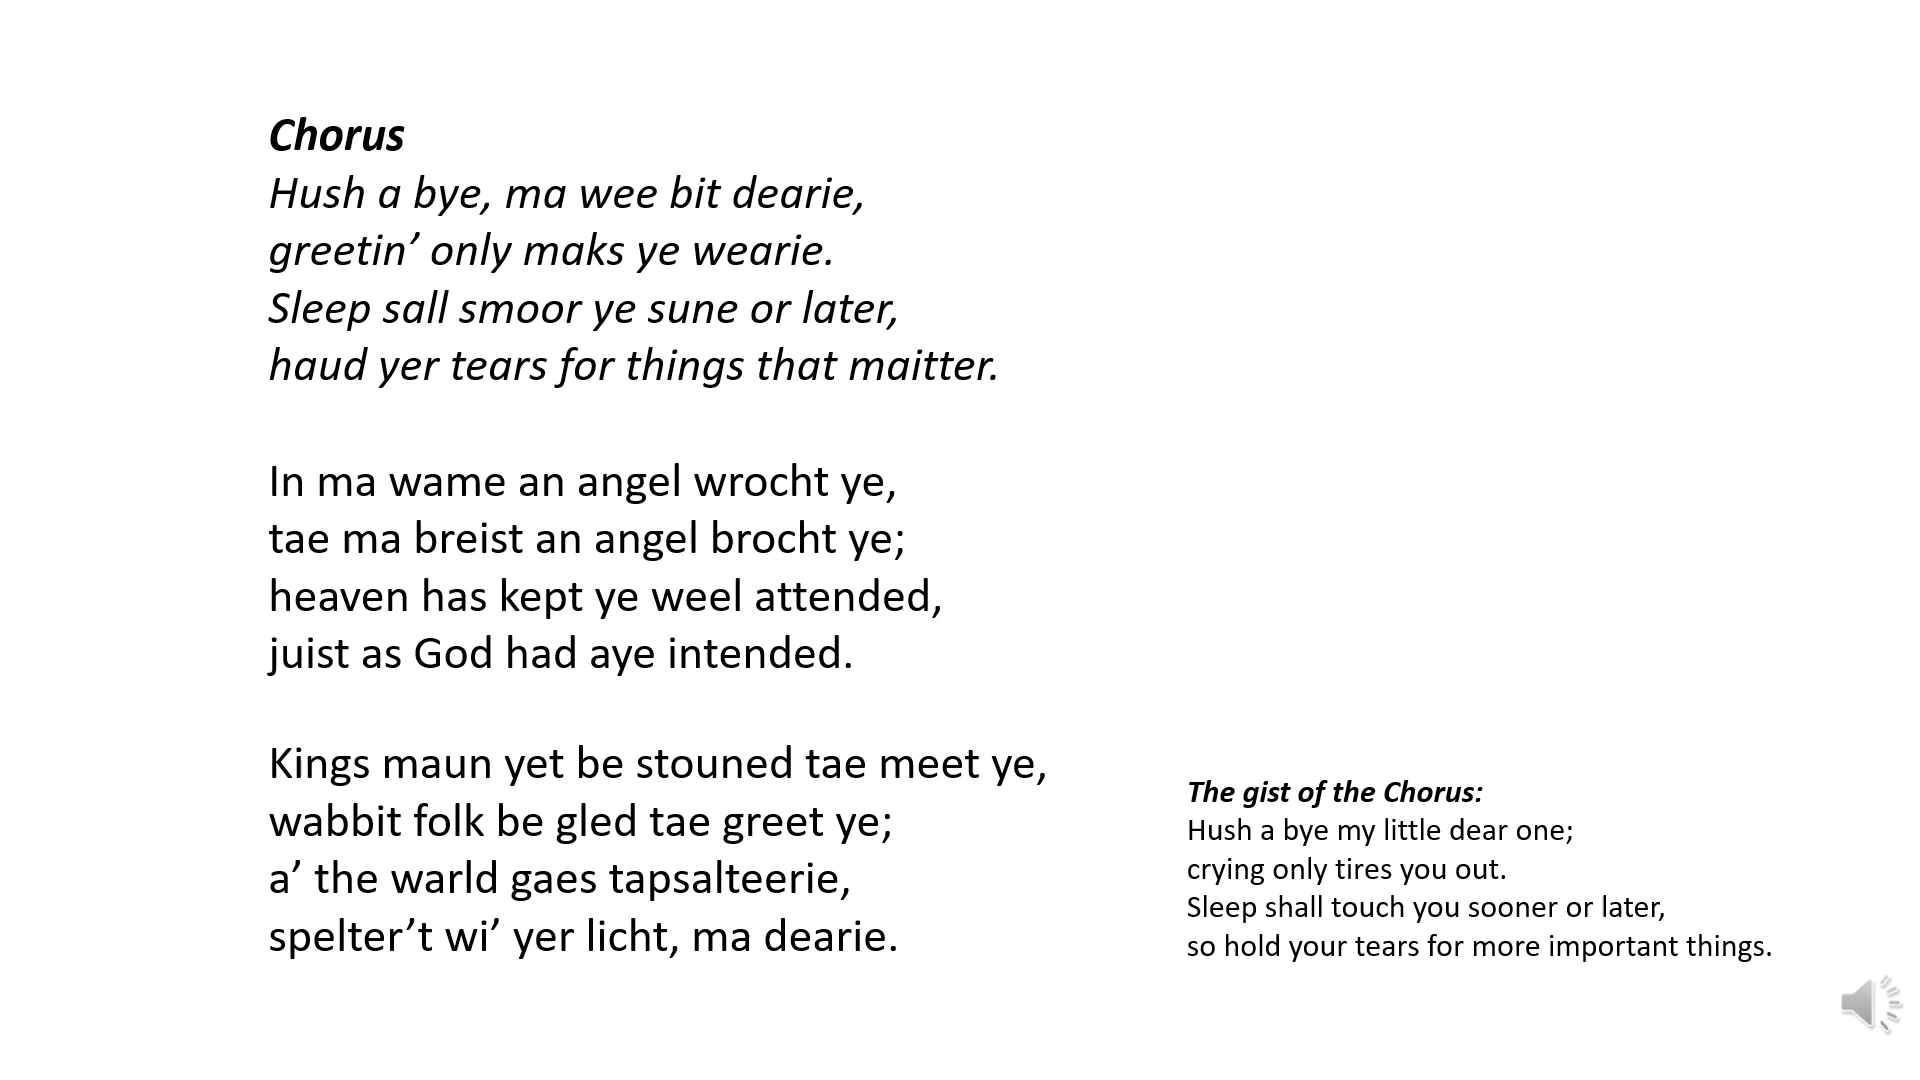 Chorus
Hush a bye, ma wee bit dearie,
greetin’ only maks ye wearie.
Sleep sall smoor ye sune or later,
haud yer tears for things that maitter.
In ma wame an angel wrocht ye,
tae ma breist an angel brocht ye;
heaven has kept ye weel attended,
juist as God had aye intended.
Kings maun yet be stouned tae meet ye,
wabbit folk be gled tae greet ye;
a’ the warld gaes tapsalteerie,
spelter’t wi’ yer licht, ma dearie.
The gist of the Chorus:
Hush a bye my little dear one;
crying only tires you out.
Sleep shall touch you sooner or later,
so hold your tears for more important things.